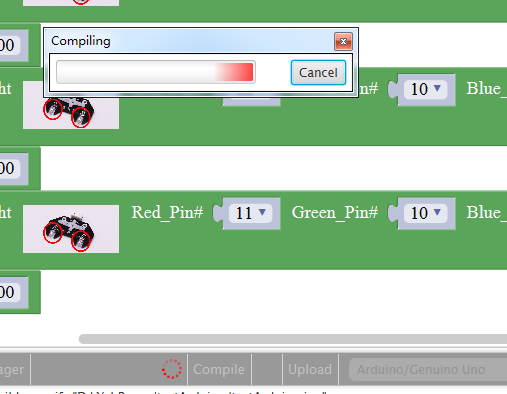 00
Compiling
Cancel
ht
n#
10
Blue_
00
ht
Red_Pin#
11
Green_Pin#
10
Blue_
00
ager
Compile
Upload
Arduino/Genuino Uno